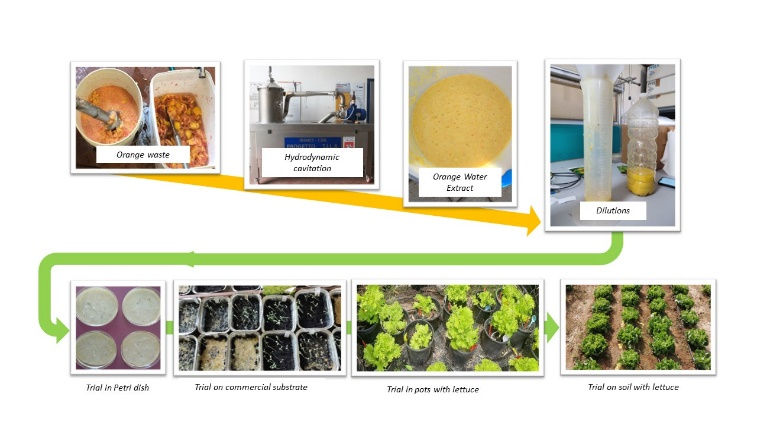 Orange waste
Hydrodynamic
cavitation
Orange Water
Extract
Dilutions
Trial in Petri dish
Trial on commercial substrate
Trial in pots with lettuce
Trial on soil with lettuce